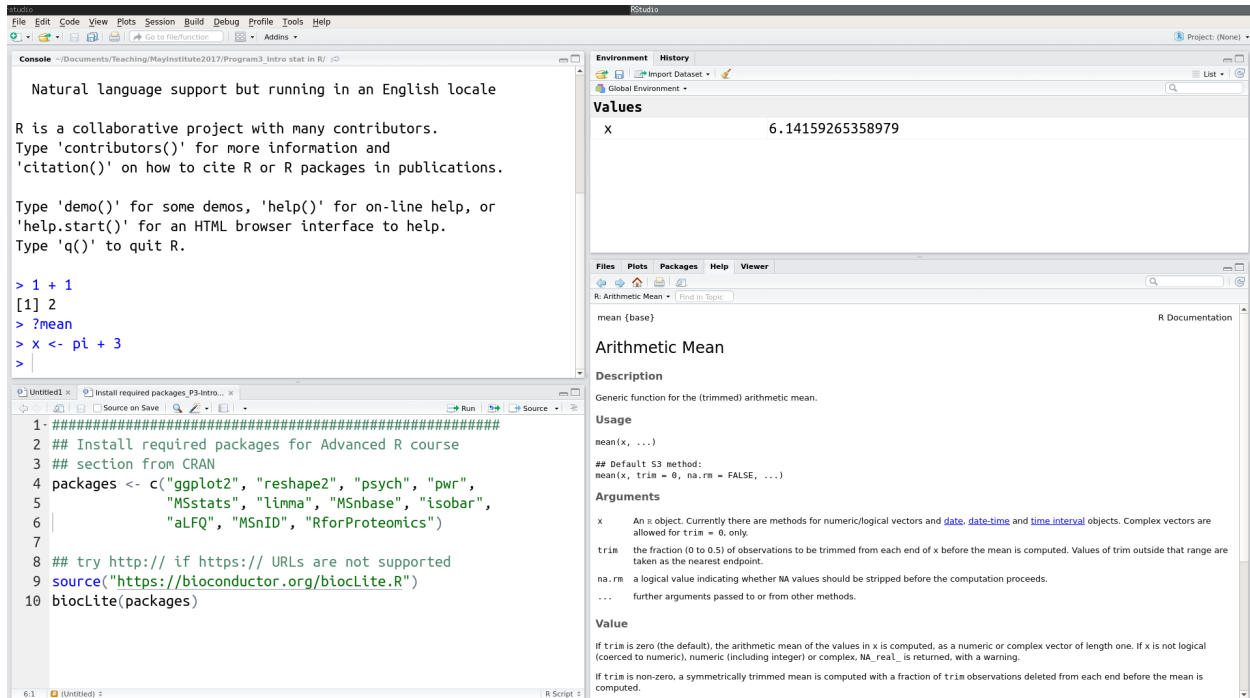 rstudio
RStudio
File Edit Code View Plots Session Build Debug Profile Tools Help
Go to file/function Addins
Project: (None)
Console ~/Documents/Teaching/MayInstitute2017/Program3_Intro stat in R/
Natural language support but running in an English locale
R is a collaborative project with many contributors.
Type 'contributors()' for more information and
'citation()' on how to cite R or R packages in publications.
Type 'demo()' for some demos, 'help()' for on-line help, or
'help.start()' for an HTML browser interface to help.
Type 'q()' to quit R.
> 1 + 1
[1] 2
> ?mean
> x <- pi + 3
>
Untitled1 Install required packages_P3-Intro...
Source on Save Run Source
1 ########################################################
2 ## Install required packages for Advanced R course
3 ## section from CRAN
4 packages <- c("ggplot2", "reshape2", "psych", "pwr",
5 "MSstats", "limma", "MSnbase", "isobar",
6 "aLFQ", "MSnID", "RforProteomics")
7
8 ## try http:// if https:// URLs are not supported
9 source("https://bioconductor.org/biocLite.R")
10 biocLite(packages)
6:1 (Untitled) R Script
Environment History
Import Dataset List
Global Environment
Values
x 6.14159265358979
Files Plots Packages Help Viewer
R: Arithmetic Mean Find in Topic
mean {base} R Documentation
Arithmetic Mean
Description
Generic function for the (trimmed) arithmetic mean.
Usage
mean(x, ...)
## Default S3 method:
mean(x, trim = 0, na.rm = FALSE, ...)
Arguments
x An R object. Currently there are methods for numeric/logical vectors and date, date-time and time interval objects. Complex vectors are
allowed for trim = 0, only.
trim the fraction (0 to 0.5) of observations to be trimmed from each end of x before the mean is computed. Values of trim outside that range are
taken as the nearest endpoint.
na.rm a logical value indicating whether NA values should be stripped before the computation proceeds.
... further arguments passed to or from other methods.
Value
If trim is zero (the default), the arithmetic mean of the values in x is computed, as a numeric or complex vector of length one. If x is not logical
(coerced to numeric), numeric (including integer) or complex, NA_real_ is returned, with a warning.
If trim is non-zero, a symmetrically trimmed mean is computed with a fraction of trim observations deleted from each end before the mean is
computed.